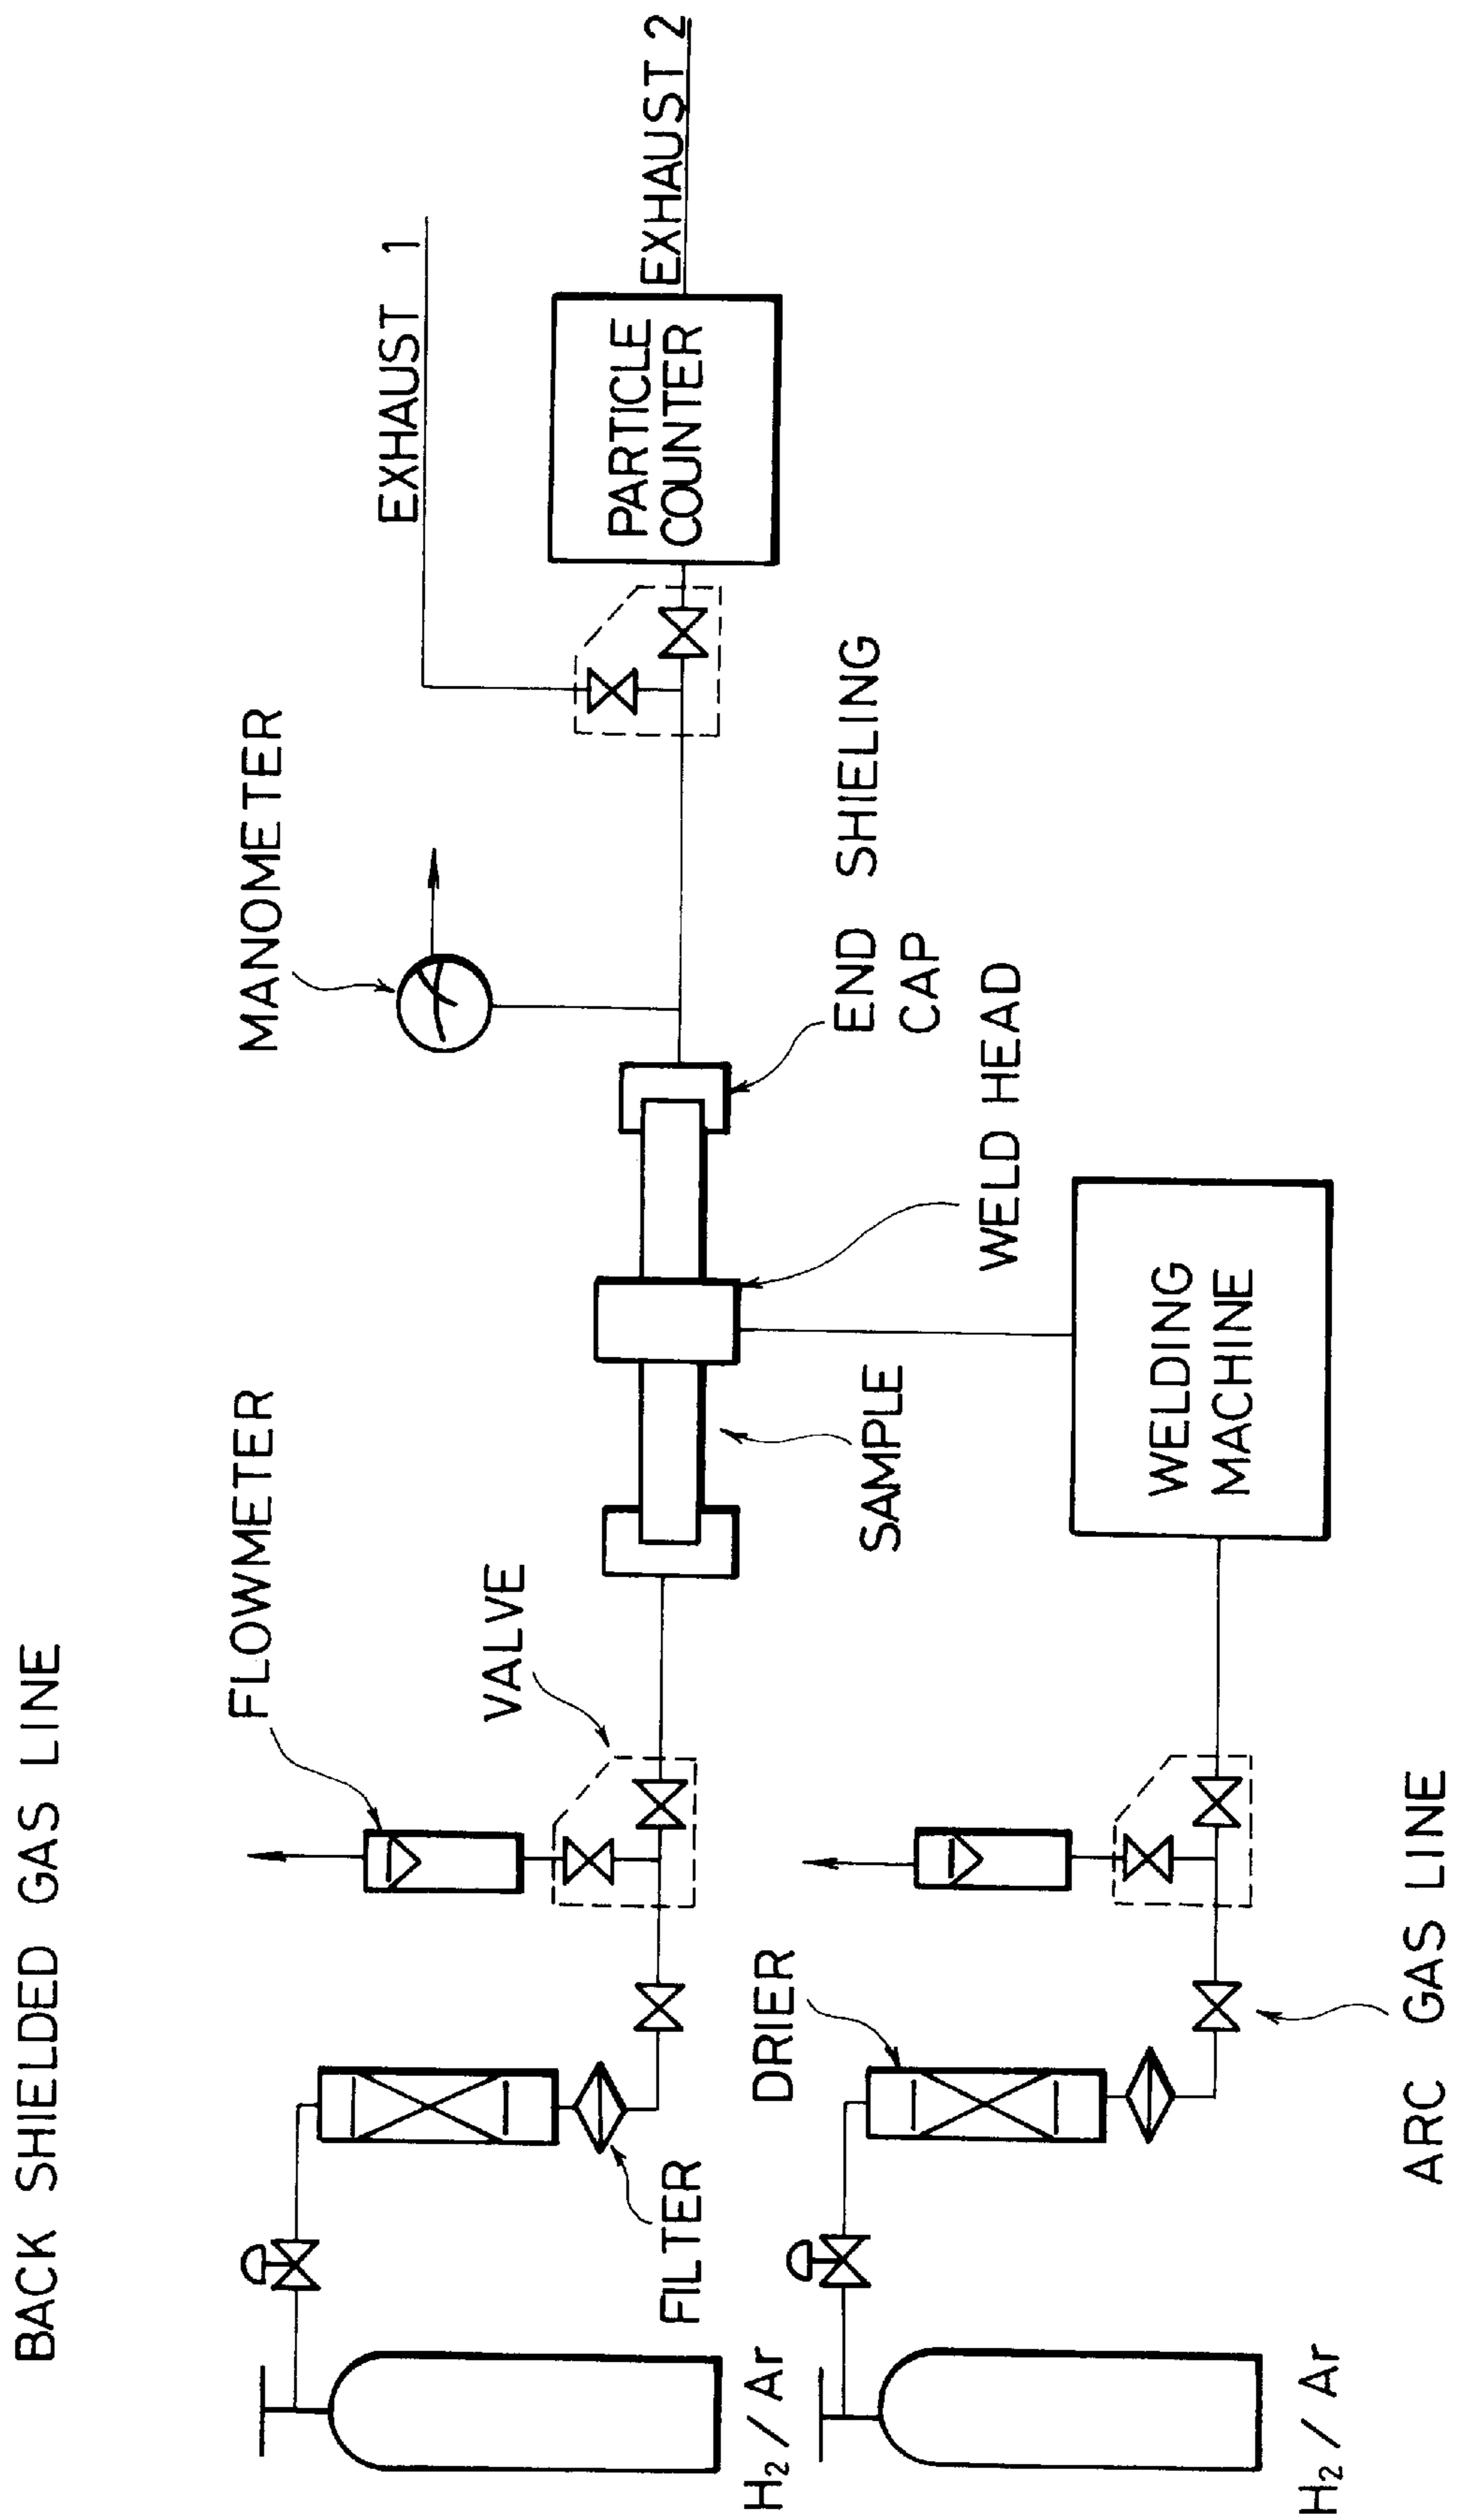 BACK SHIELDED GAS LINE
FLOWMETER
MANOMETER
EXHAUST 1
VALVE
EXHAUST 2
PARTICLE
COUNTER
FILTER
H2 / Ar
DRIER
SAMPLE
END SHIELING
CAP
WELD HEAD
WELDING
MACHINE
H2 / Ar
ARC GAS LINE